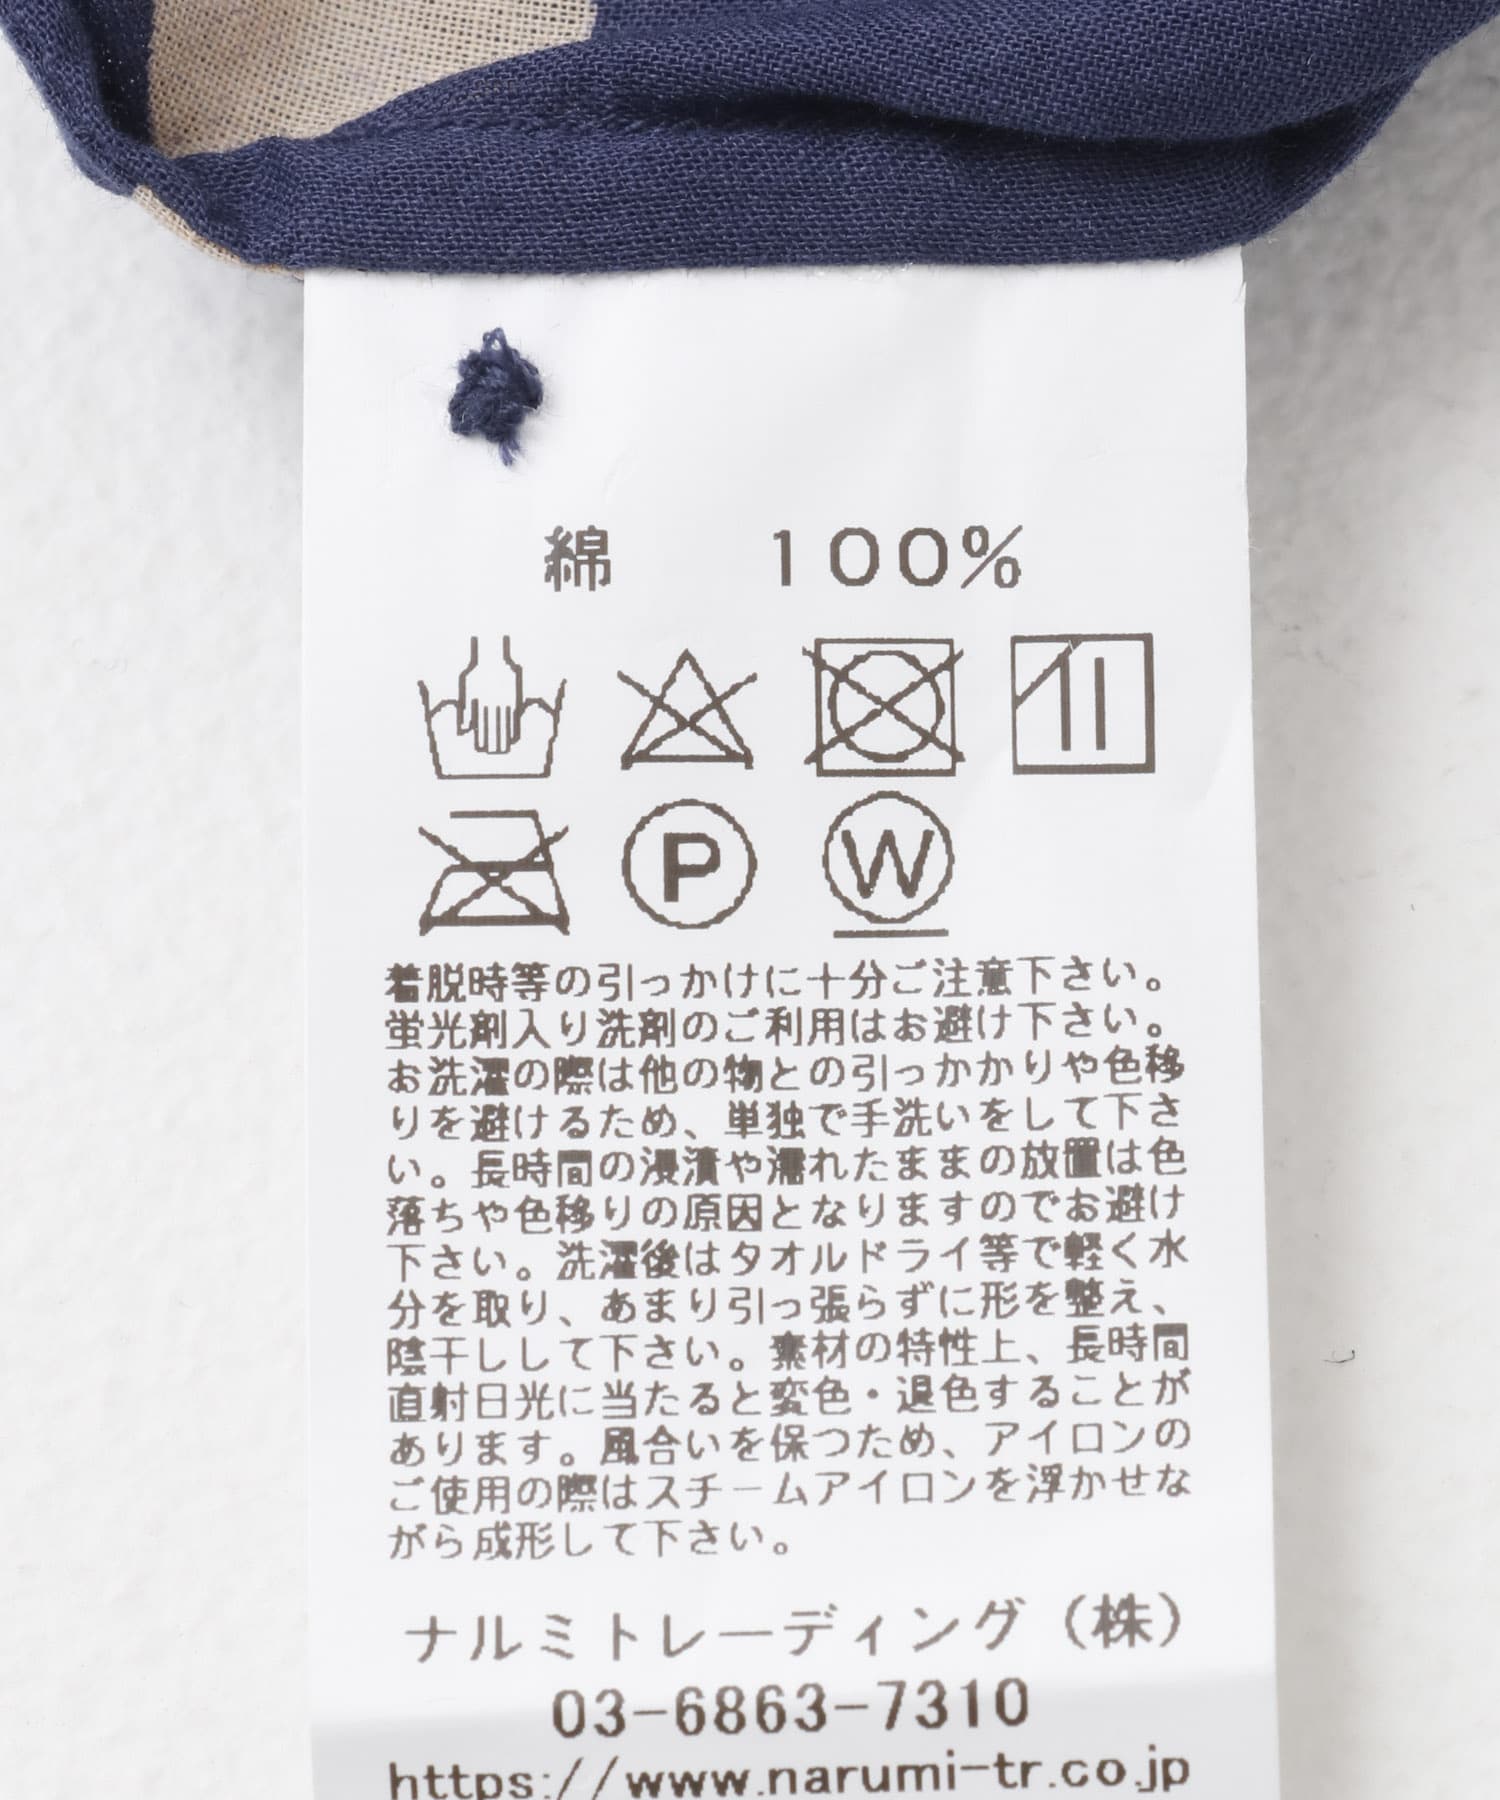 綿 100%
P W
着脱時等の引っかけに十分ご注意下さい。
蛍光剤入り洗剤のご利用はお避け下さい。
お洗濯の際は他の物との引っかかりや色移
りを避けるため、単独で手洗いをして下さ
い。長時間の浸漬や濡れたままの放置は色
落ちや色移りの原因となりますのでお避け
下さい。洗濯後はタオルドライ等で軽く水
分を取り、あまり引っ張らずに形を整え、
陰干しして下さい。素材の特性上、長時間
直射日光に当たると変色・退色することが
あります。風合いを保つため、アイロンの
ご使用の際はスチームアイロンを浮かせな
がら成形して下さい。
ナルミトレーディング(株)
03-6863-7310
https://www.narumi-tr.co.jp